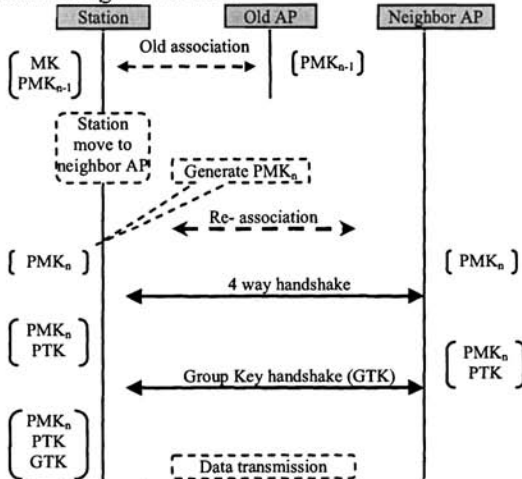 Station
Old AP
Neighbor AP
Old association
MK
PMKn-1
PMKn-1
Station
move to
neighbor AP
Generate PMKn
Re- association
PMKn
PMKn
4 way handshake
PMKn
PTK
PMKn
PTK
Group Key handshake (GTK)
PMKn
PTK
GTK
Data transmission